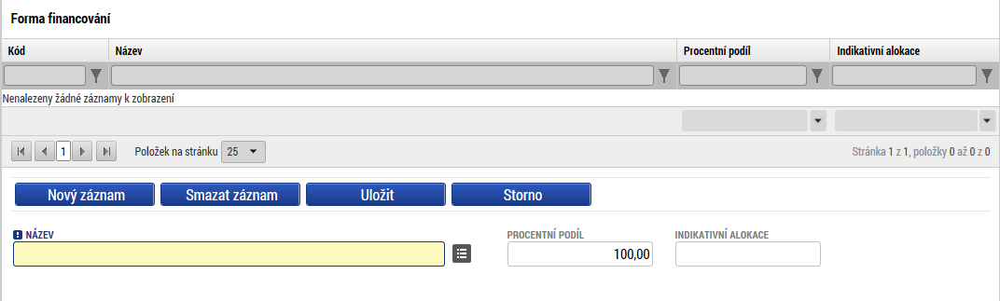 Forma financování
Kód Název Procentní podíl Indikativní alokace
Nenalezeny žádné záznamy k zobrazení
1 Položek na stránku 25 Stránka 1 z 1, položky 0 až 0 z 0
Nový záznam Smazat záznam Uložit Storno
NÁZEV PROCENTNÍ PODÍL INDIKATIVNÍ ALOKACE
100,00